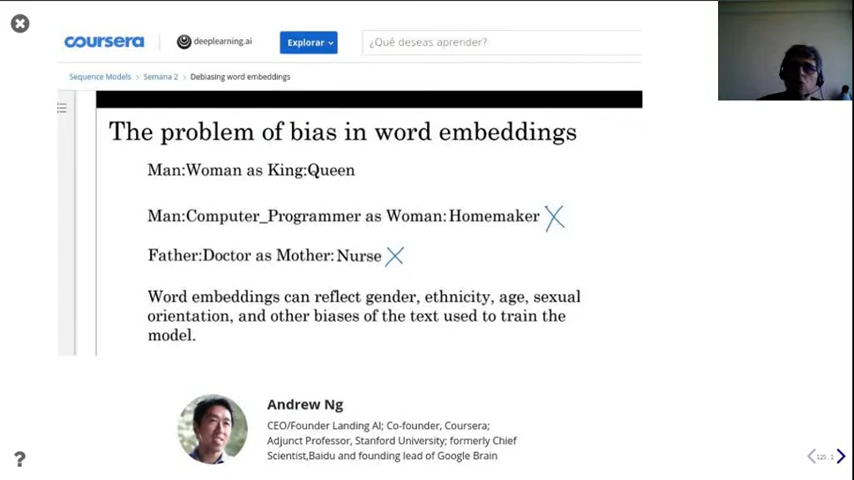 coursera
deeplearning.ai
Explorar
¿Qué deseas aprender?
Sequence Models > Semana 2 > Debiasing word embeddings
The problem of bias in word embeddings
Man:Woman as King:Queen
Man:Computer_Programmer as Woman:Homemaker X
Father:Doctor as Mother:Nurse X
Word embeddings can reflect gender, ethnicity, age, sexual
orientation, and other biases of the text used to train the
model.
Andrew Ng
CEO/Founder Landing AI; Co-founder, Coursera;
Adjunct Professor, Stanford University; formerly Chief
Scientist,Baidu and founding lead of Google Brain
?
125.1